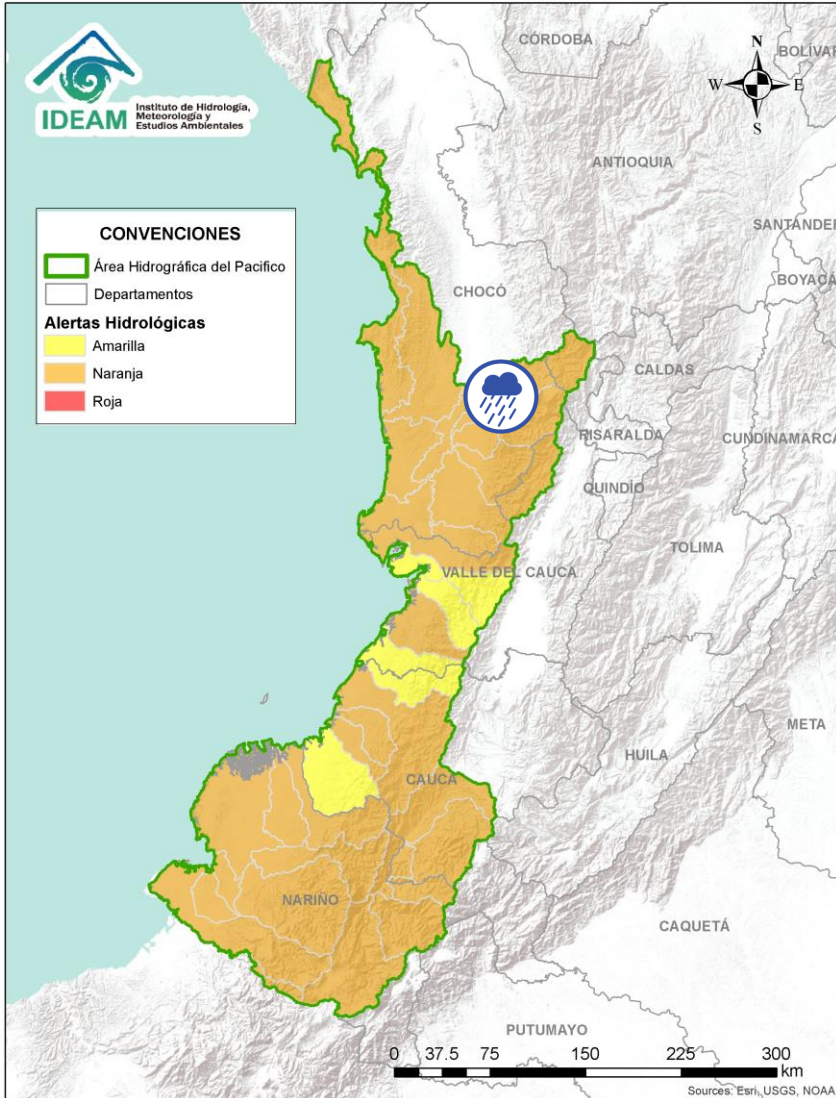 IDEAM
Instituto de Hidrología,
Meteorología y
Estudios Ambientales
CÓRDOBA
BOLÍVAR
N
W
E
S
ANTIOQUIA
SANTANDER
BOYACÁ
CONVENCIONES
Área Hidrográfica del Pacifico
Departamentos
Alertas Hidrológicas
Amarilla
Naranja
Roja
CHOCÓ
CALDAS
RISARALDA
CUNDINAMARCA
QUINDÍO
TOLIMA
VALLE DEL CAUCA
META
HUILA
CAUCA
NARIÑO
CAQUETÁ
PUTUMAYO
0 37.5 75 150 225 300
km
Sources: Esri, USGS, NOAA